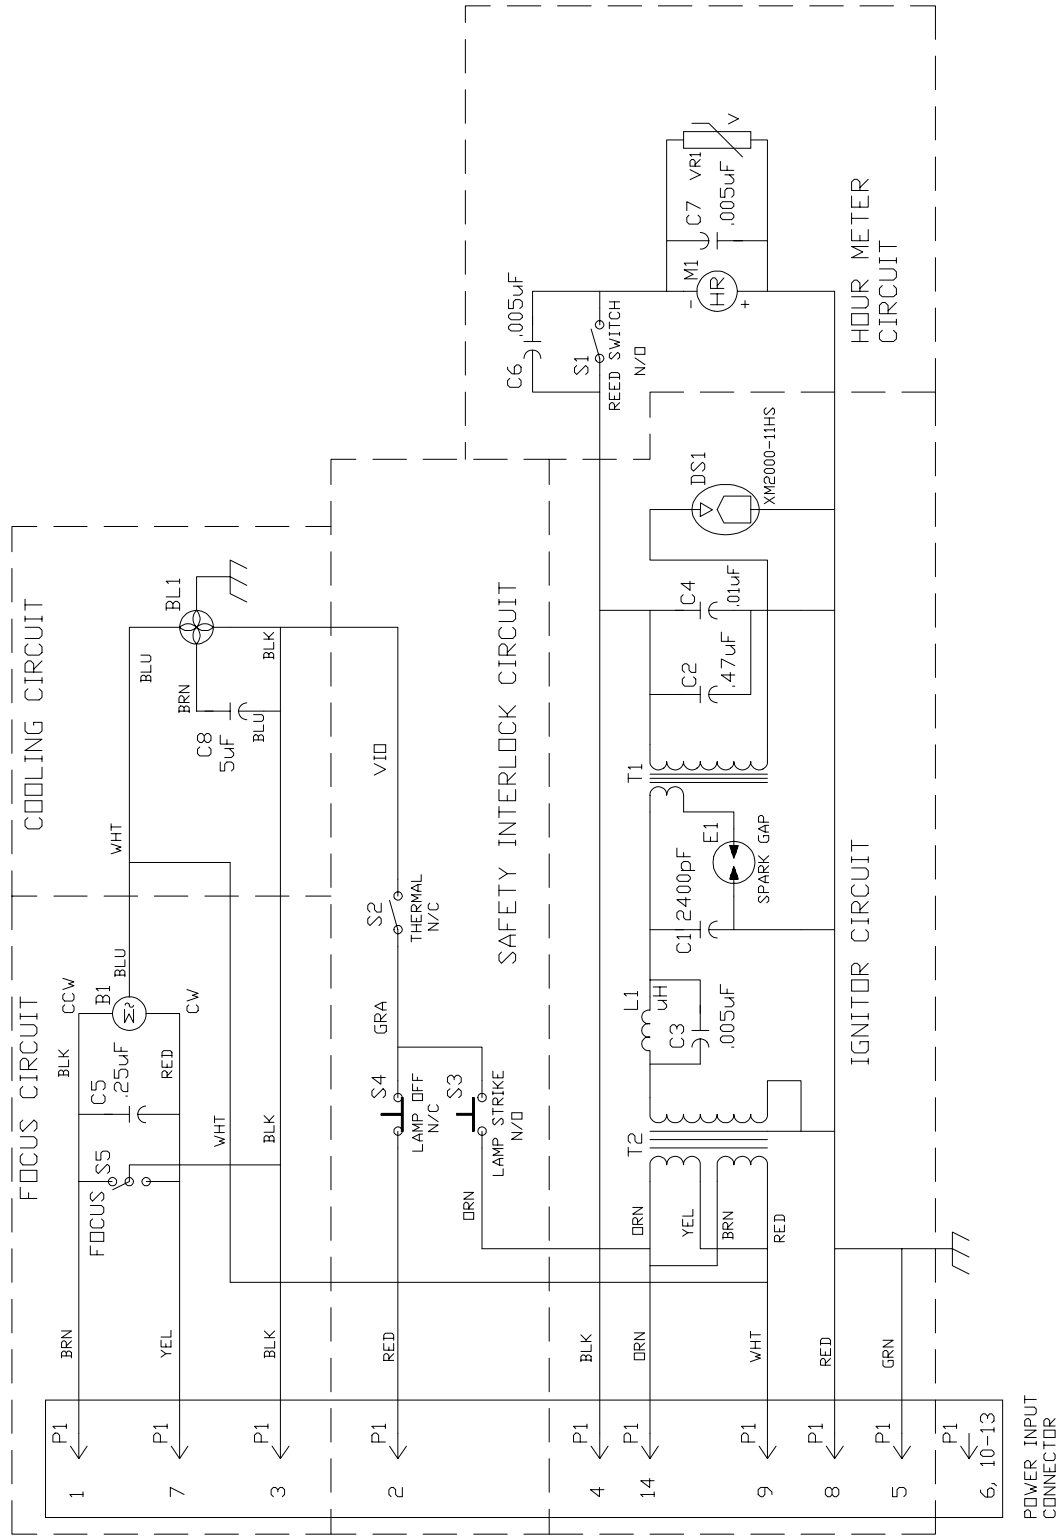 COOLING CIRCUIT
FOCUS CIRCUIT
SAFETY INTERLOCK CIRCUIT
IGNITOR CIRCUIT
HOUR METER
CIRCUIT
POWER INPUT
CONNECTOR
P1
1
BRN
FOCUS
S5
C5
.25uF
BLK
CCW
B1
BLU
WHT
BLU
BL1
P1
7
YEL
RED
CW
WHT
BRN
C8
5uF
BLU
BLK
P1
3
BLK
BLK
P1
2
RED
S4
LAMP OFF
N/C
GRA
S2
THERMAL
N/C
VIO
ORN
S3
LAMP STRIKE
N/O
P1
4
BLK
C6
.005uF
S1
REED SWITCH
N/O
P1
14
ORN
ORN
YEL
BRN
RED
T2
L1
uH
C3
.005uF
C1
2400pF
E1
SPARK GAP
T1
C2
.47uF
C4
.01uF
DS1
XM2000-11HS
-
M1
HR
+
C7
.005uF
VR1
V
P1
9
WHT
P1
8
RED
P1
5
GRN
P1
6, 10-13